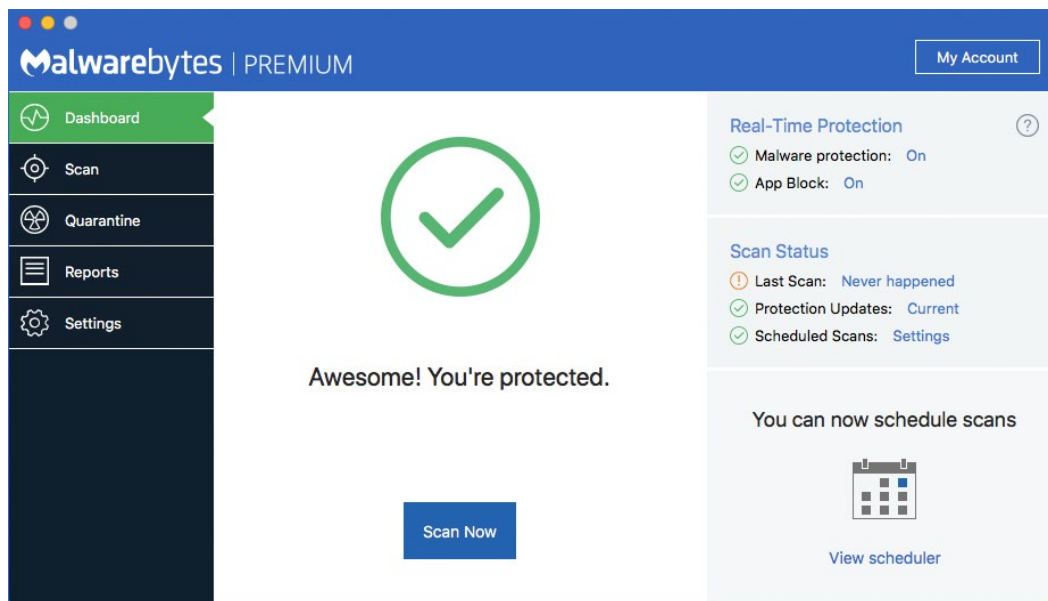 Malwarebytes | PREMIUM
My Account
Dashboard
Scan
Quarantine
Reports
Settings
Awesome! You're protected.
Scan Now
Real-Time Protection ?
Malware protection: On
App Block: On
Scan Status
Last Scan: Never happened
Protection Updates: Current
Scheduled Scans: Settings
You can now schedule scans
View scheduler